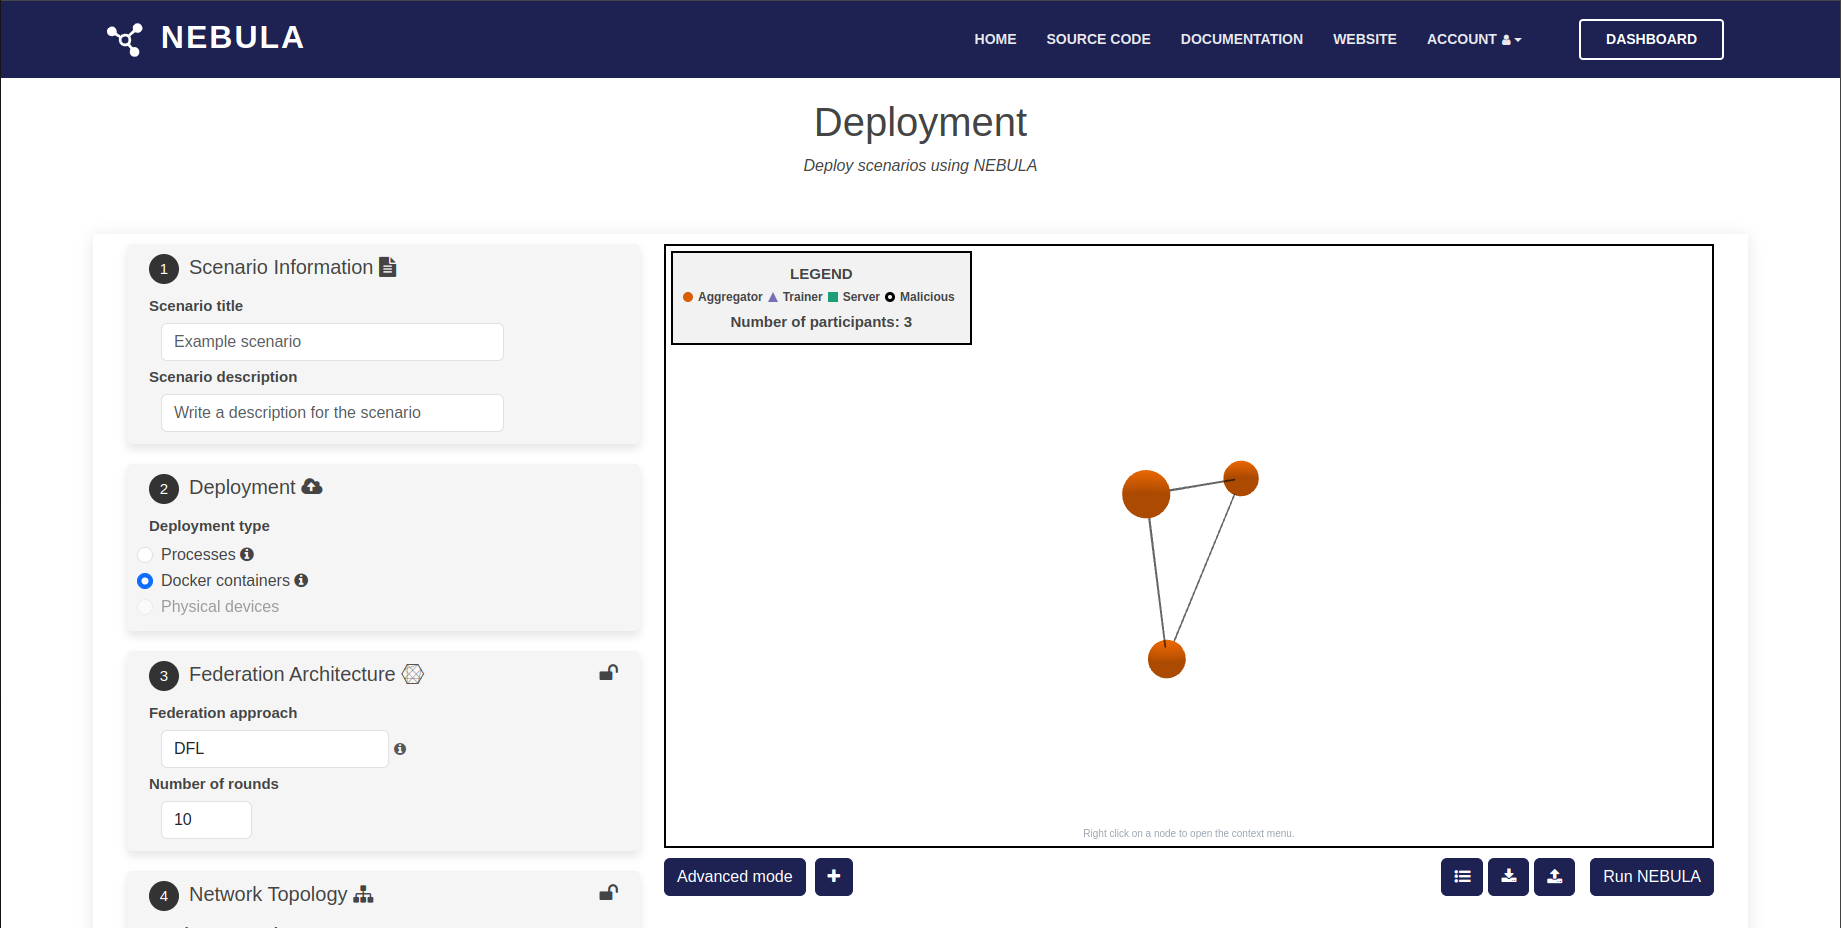 NEBULA
HOME SOURCE CODE DOCUMENTATION WEBSITE ACCOUNT DASHBOARD
Deployment
Deploy scenarios using NEBULA
1 Scenario Information
Scenario title
Example scenario
Scenario description
Write a description for the scenario
2 Deployment
Deployment type
Processes
Docker containers
Physical devices
3 Federation Architecture
Federation approach
DFL
Number of rounds
10
4 Network Topology
LEGEND
Aggregator Trainer Server Malicious
Number of participants: 3
Right click on a node to open the context menu.
Advanced mode
Run NEBULA